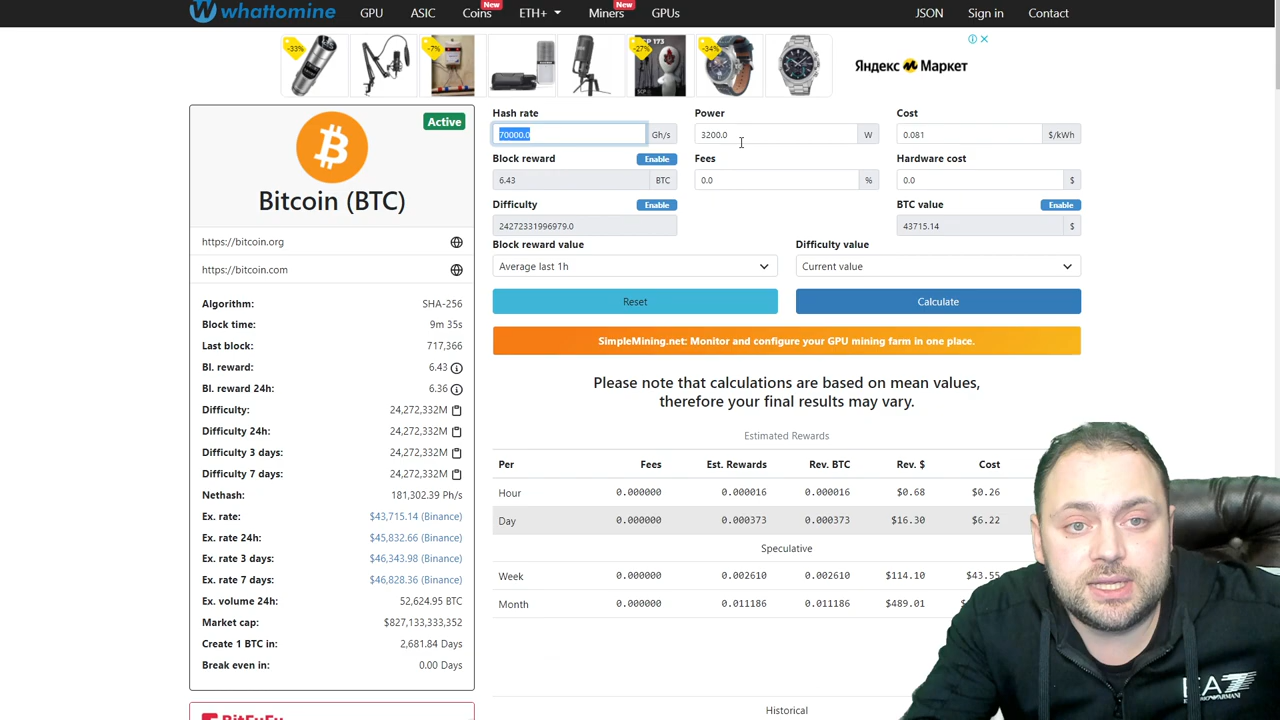 whattomine
GPU
ASIC
Coins
New
ETH+
Miners
New
GPUs
JSON
Sign in
Contact
-33%
-7%
SCP 173
-27%
-34%
Яндекс Маркет
Active
Bitcoin (BTC)
https://bitcoin.org
https://bitcoin.com
Algorithm: SHA-256
Block time: 9m 35s
Last block: 717,366
Bl. reward: 6.43
Bl. reward 24h: 6.36
Difficulty: 24,272,332M
Difficulty 24h: 24,272,332M
Difficulty 3 days: 24,272,332M
Difficulty 7 days: 24,272,332M
Nethash: 181,302.39 Ph/s
Ex. rate: $43,715.14 (Binance)
Ex. rate 24h: $45,832.66 (Binance)
Ex. rate 3 days: $46,343.98 (Binance)
Ex. rate 7 days: $46,828.36 (Binance)
Ex. volume 24h: 52,624.95 BTC
Market cap: $827,133,333,352
Create 1 BTC in: 2,681.84 Days
Break even in: 0.00 Days
BitFuFu
Hash rate Power Cost
70000.0 Gh/s 3200.0 W 0.081 $/kWh
Block reward Enable Fees Hardware cost
6.43 BTC 0.0 % 0.0 $
Difficulty Enable BTC value Enable
24272331996979.0 43715.14 $
Block reward value Difficulty value
Average last 1h Current value
Reset Calculate
SimpleMining.net: Monitor and configure your GPU mining farm in one place.
Please note that calculations are based on mean values,
therefore your final results may vary.
Estimated Rewards
Per Fees Est. Rewards Rev. BTC Rev. $ Cost
Hour 0.000000 0.000016 0.000016 $0.68 $0.26
Day 0.000000 0.000373 0.000373 $16.30 $6.22
Speculative
Week 0.000000 0.002610 0.002610 $114.10 $43.55
Month 0.000000 0.011186 0.011186 $489.01
Historical
EA7
EMPORIO ARMANI